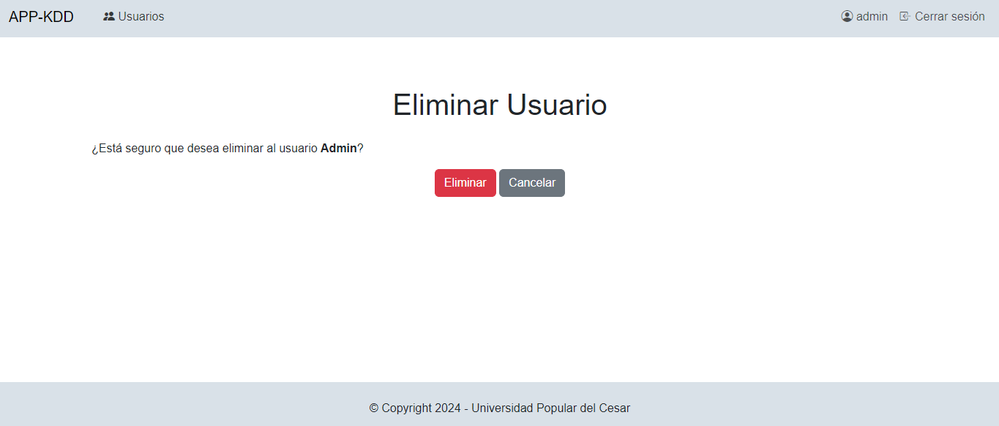 APP-KDD Usuarios admin Cerrar sesión
Eliminar Usuario
¿Está seguro que desea eliminar al usuario Admin?
Eliminar Cancelar
© Copyright 2024 - Universidad Popular del Cesar